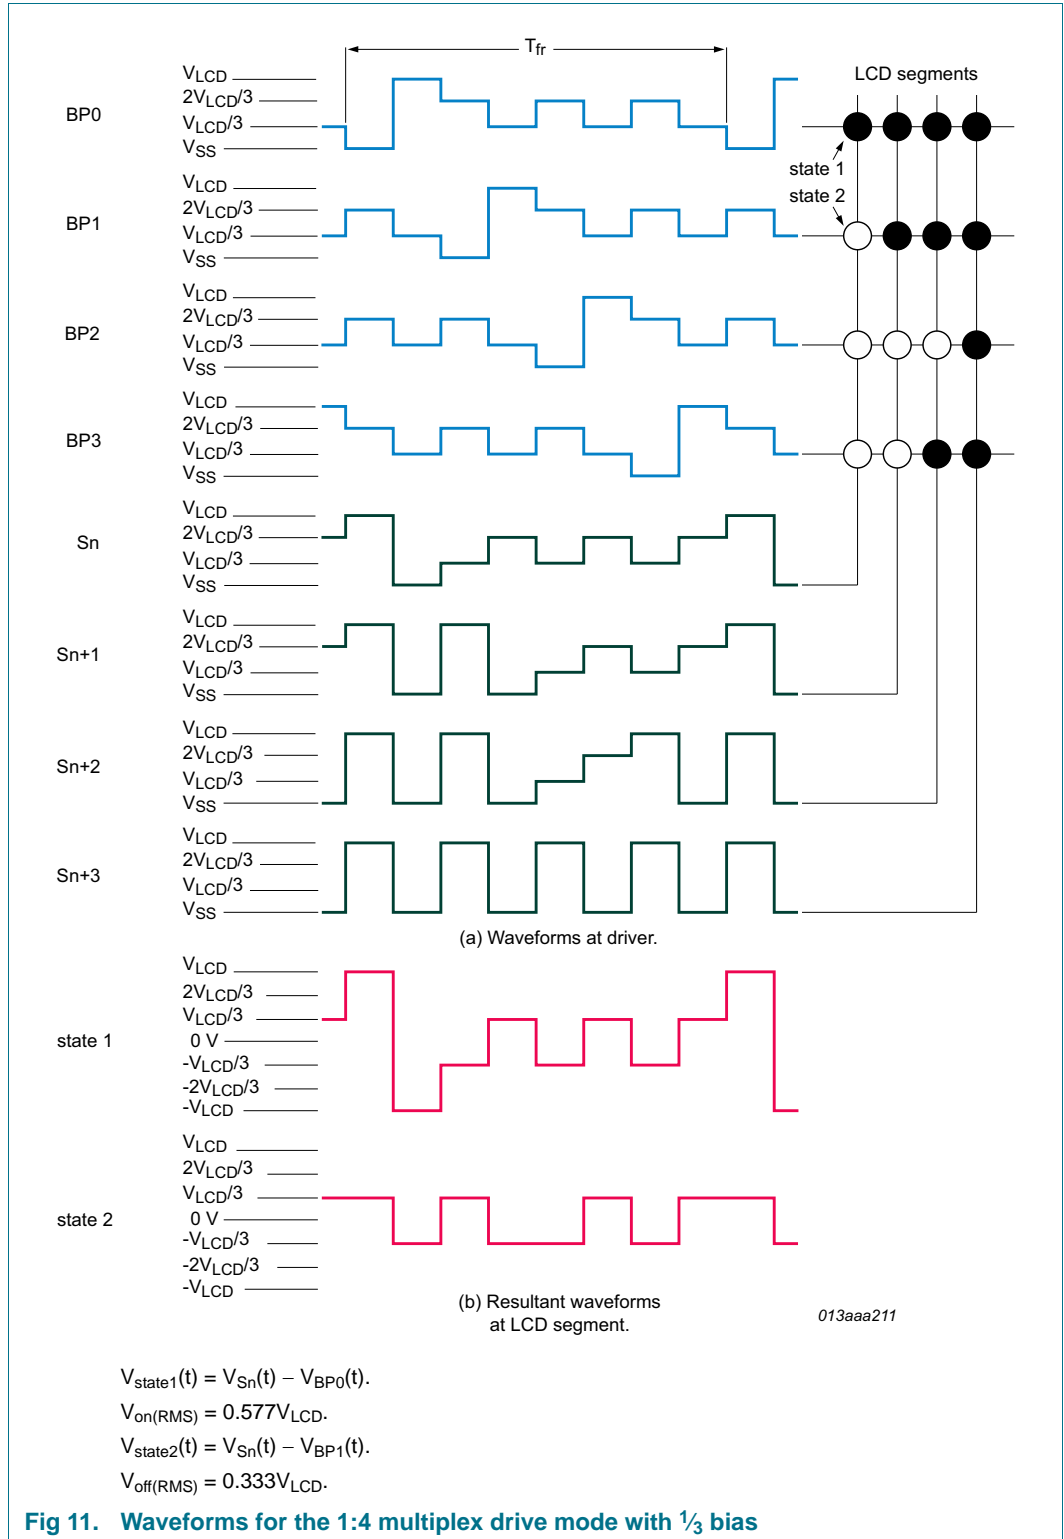 Tfr
LCD segments
BP0
VLCD
2VLCD/3
VLCD/3
VSS
state 1
state 2
BP1
VLCD
2VLCD/3
VLCD/3
VSS
BP2
VLCD
2VLCD/3
VLCD/3
VSS
BP3
VLCD
2VLCD/3
VLCD/3
VSS
Sn
VLCD
2VLCD/3
VLCD/3
VSS
Sn+1
VLCD
2VLCD/3
VLCD/3
VSS
Sn+2
VLCD
2VLCD/3
VLCD/3
VSS
Sn+3
VLCD
2VLCD/3
VLCD/3
VSS
(a) Waveforms at driver.
state 1
VLCD
2VLCD/3
VLCD/3
0 V
-VLCD/3
-2VLCD/3
-VLCD
state 2
VLCD
2VLCD/3
VLCD/3
0 V
-VLCD/3
-2VLCD/3
-VLCD
(b) Resultant waveforms
at LCD segment.
013aaa211
Vstate1(t) = VSn(t) − VBP0(t).
Von(RMS) = 0.577VLCD.
Vstate2(t) = VSn(t) − VBP1(t).
Voff(RMS) = 0.333VLCD.
Fig 11. Waveforms for the 1:4 multiplex drive mode with 1⁄3 bias